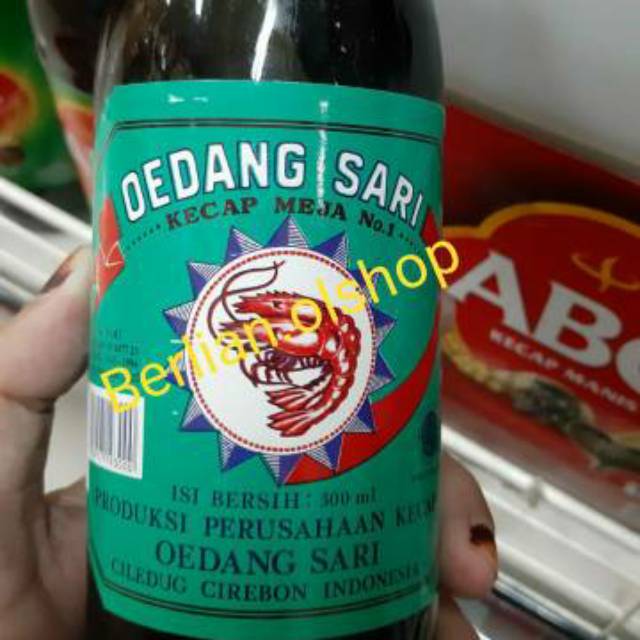 OEDANG SARI
KECAP MEJA No.1
Berlian.olshop
ISI BERSIH: 300 ml
PRODUKSI PERUSAHAAN
OEDANG SARI
CILEDUG CIREBON INDONESIA
KECAP MANIS